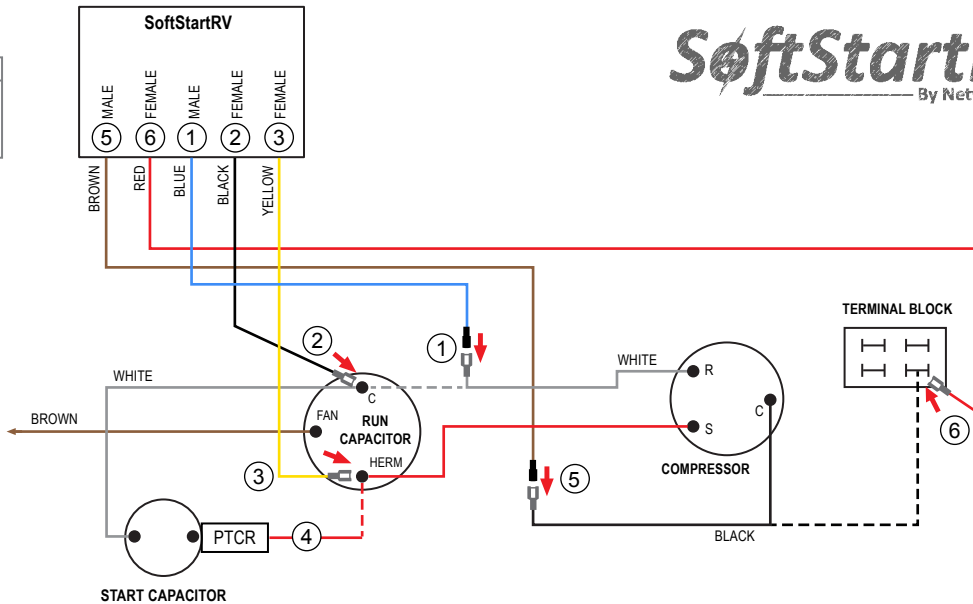 SoftStartRV
SoftStart
By Net
MALE
FEMALE
MALE
FEMALE
FEMALE
5
6
1
2
3
BROWN
RED
BLUE
BLACK
YELLOW
TERMINAL BLOCK
2
1
WHITE
WHITE
R
C
C
FAN
RUN
CAPACITOR
BROWN
S
6
HERM
COMPRESSOR
3
5
PTCR
4
BLACK
START CAPACITOR